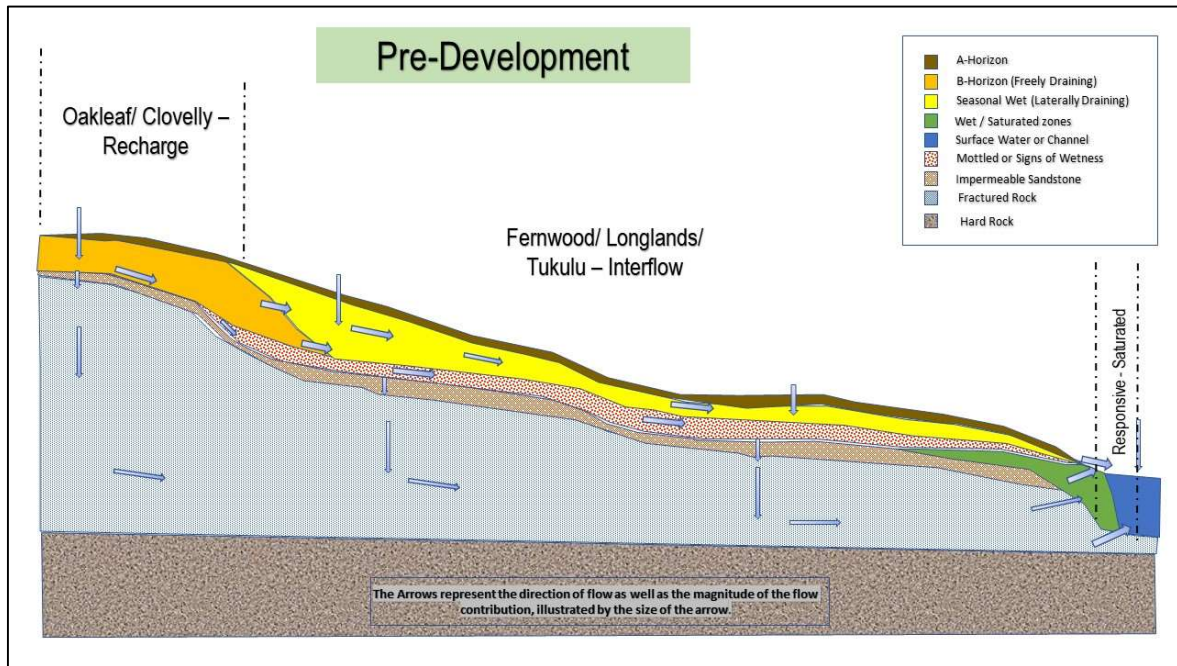 Pre-Development
A-Horizon
B-Horizon (Freely Draining)
Seasonal Wet (Laterally Draining)
Wet / Saturated zones
Surface Water or Channel
Mottled or Signs of Wetness
Impermeable Sandstone
Fractured Rock
Hard Rock
Oakleaf/ Clovelly –
Recharge
Fernwood/ Longlands/
Tukulu – Interflow
Responsive - Saturated
The Arrows represent the direction of flow as well as the magnitude of the flow
contribution, illustrated by the size of the arrow.